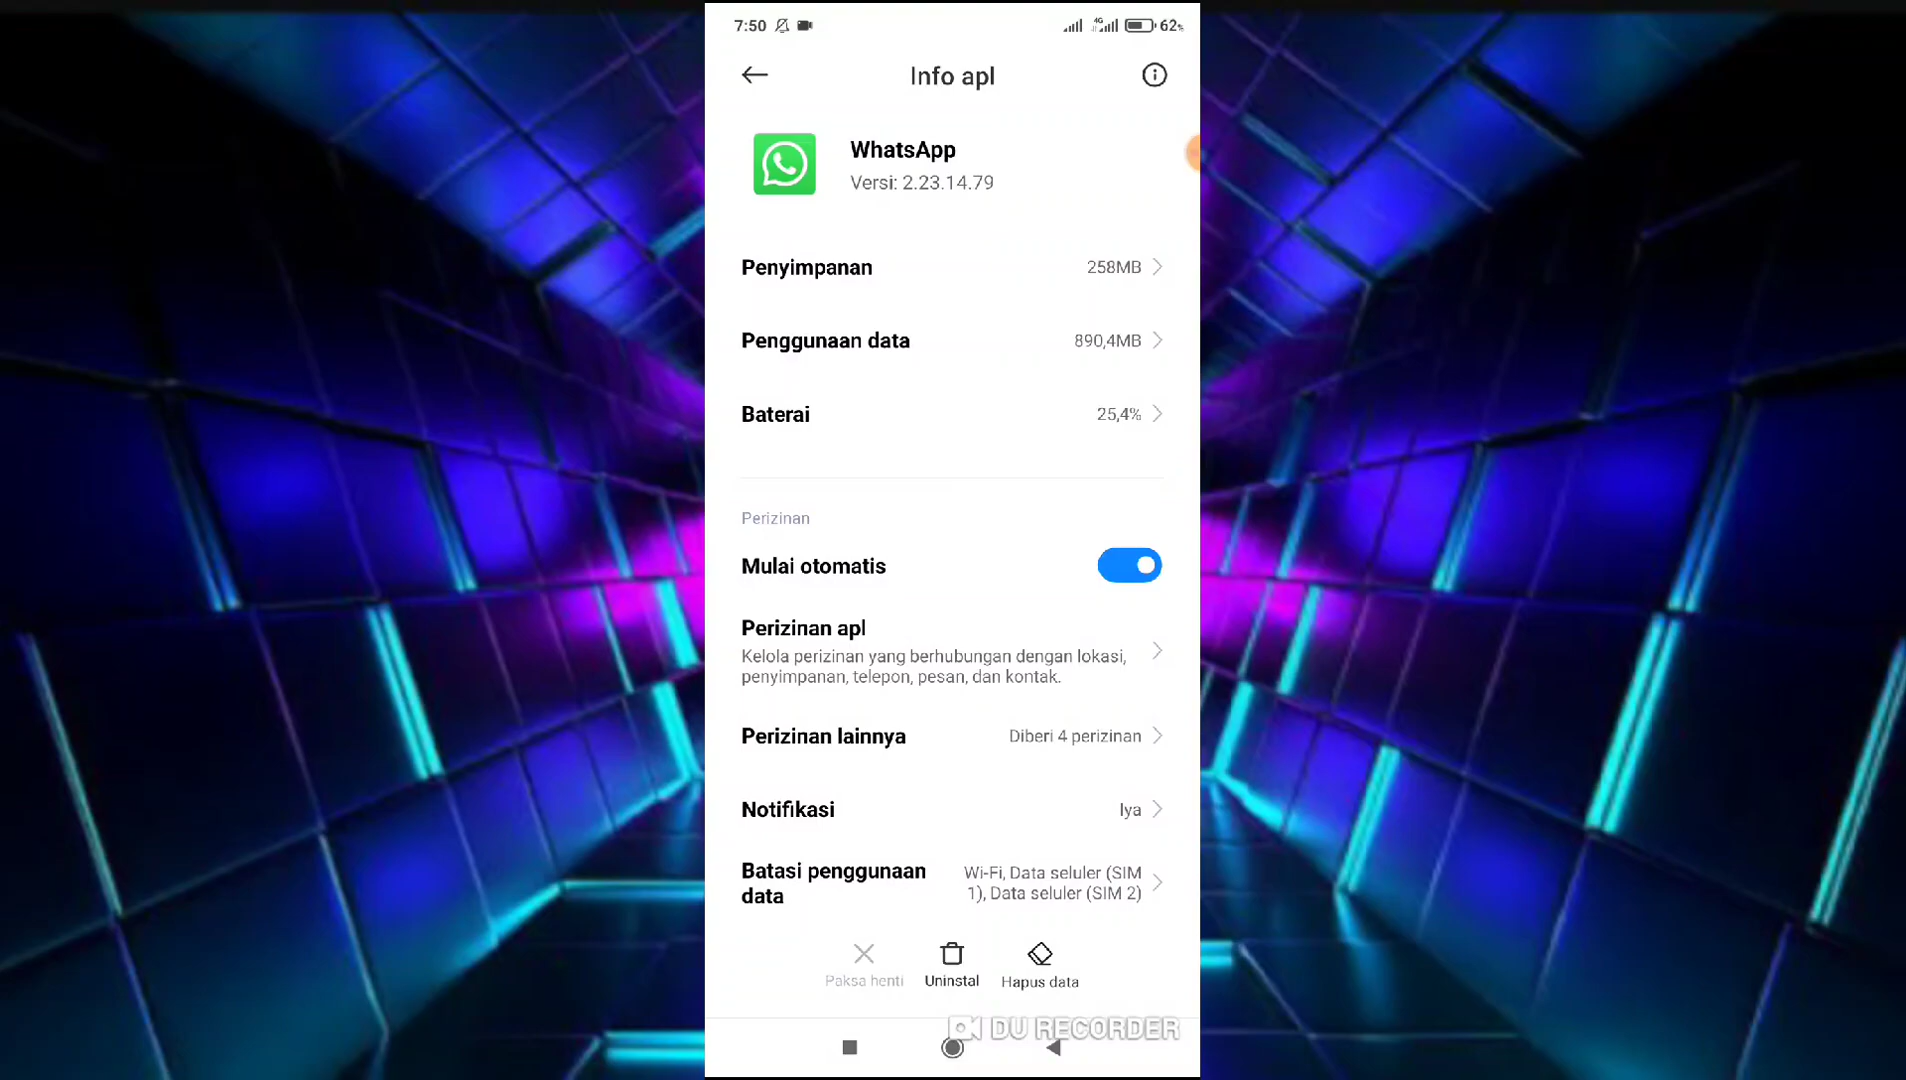 7:50 4G 62%
Info apl
WhatsApp
Versi: 2.23.14.79
Penyimpanan 258MB
Penggunaan data 890,4MB
Baterai 25,4%
Perizinan
Mulai otomatis
Perizinan apl
Kelola perizinan yang berhubungan dengan lokasi,
penyimpanan, telepon, pesan, dan kontak.
Perizinan lainnya Diberi 4 perizinan
Notifikasi Iya
Batasi penggunaan Wi-Fi, Data seluler (SIM
data 1), Data seluler (SIM 2)
Paksa henti Uninstal Hapus data
DU RECORDER